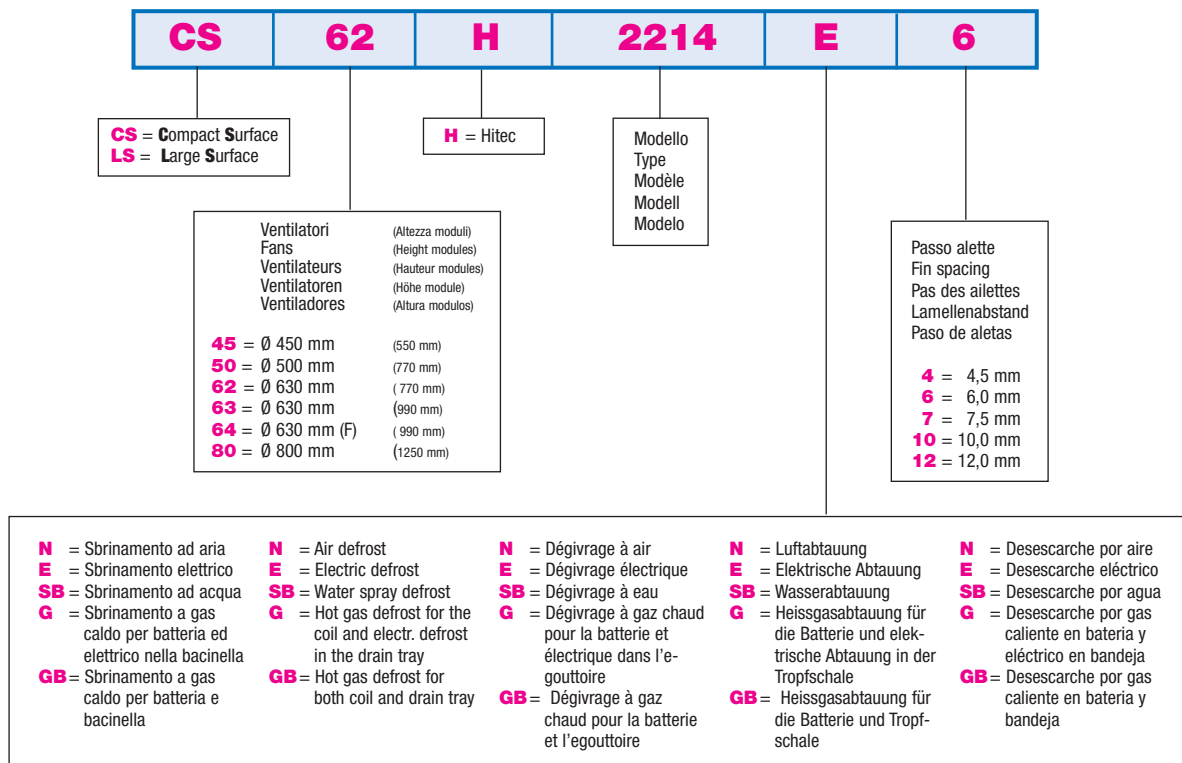 CS 62 H 2214 E 6
CS = Compact Surface
LS = Large Surface
H = Hitec
Modello
Type
Modèle
Modell
Modelo
Ventilatori (Altezza moduli)
Fans (Height modules)
Ventilateurs (Hauteur modules)
Ventilatoren (Höhe module)
Ventiladores (Altura modulos)
45 = Ø 450 mm (550 mm)
50 = Ø 500 mm (770 mm)
62 = Ø 630 mm ( 770 mm)
63 = Ø 630 mm (990 mm)
64 = Ø 630 mm (F) ( 990 mm)
80 = Ø 800 mm (1250 mm)
Passo alette
Fin spacing
Pas des ailettes
Lamellenabstand
Paso de aletas
4 = 4,5 mm
6 = 6,0 mm
7 = 7,5 mm
10 = 10,0 mm
12 = 12,0 mm
N = Sbrinamento ad aria
E = Sbrinamento elettrico
SB = Sbrinamento ad acqua
G = Sbrinamento a gas
caldo per batteria ed
elettrico nella bacinella
GB = Sbrinamento a gas
caldo per batteria e
bacinella
N = Air defrost
E = Electric defrost
SB = Water spray defrost
G = Hot gas defrost for the
coil and electr. defrost
in the drain tray
GB = Hot gas defrost for
both coil and drain tray
N = Dégivrage à air
E = Dégivrage électrique
SB = Dégivrage à eau
G = Dégivrage à gaz chaud
pour la batterie et
électrique dans l'e-
gouttoire
GB = Dégivrage à gaz
chaud pour la batterie
et l'egouttoire
N = Luftabtauung
E = Elektrische Abtauung
SB = Wasserabtauung
G = Heissgasabtauung für
die Batterie und elek-
trische Abtauung in der
Tropfschale
GB = Heissgasabtauung für
die Batterie und Tropf-
schale
N = Desescarche por aire
E = Desescarche eléctrico
SB = Desescarche por agua
G = Desescarche por gas
caliente en bateria y
eléctrico en bandeja
GB = Desescarche por gas
caliente en bateria y
bandeja